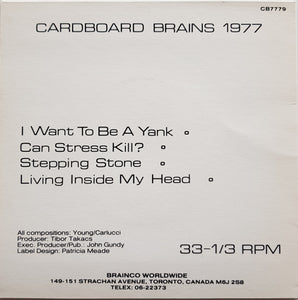 CB7779
CARDBOARD BRAINS 1977
I Want To Be A Yank
Can Stress Kill?
Stepping Stone
Living Inside My Head
All compositions: Young/Carlucci
Producer: Tibor Takacs
Exec. Producer/Pub.: John Gundy
Label Design: Patricia Meade
33-1/3 RPM
BRAINCO WORLDWIDE
149-151 STRACHAN AVENUE, TORONTO, CANADA M6J 2S8
TELEX: 06-22373